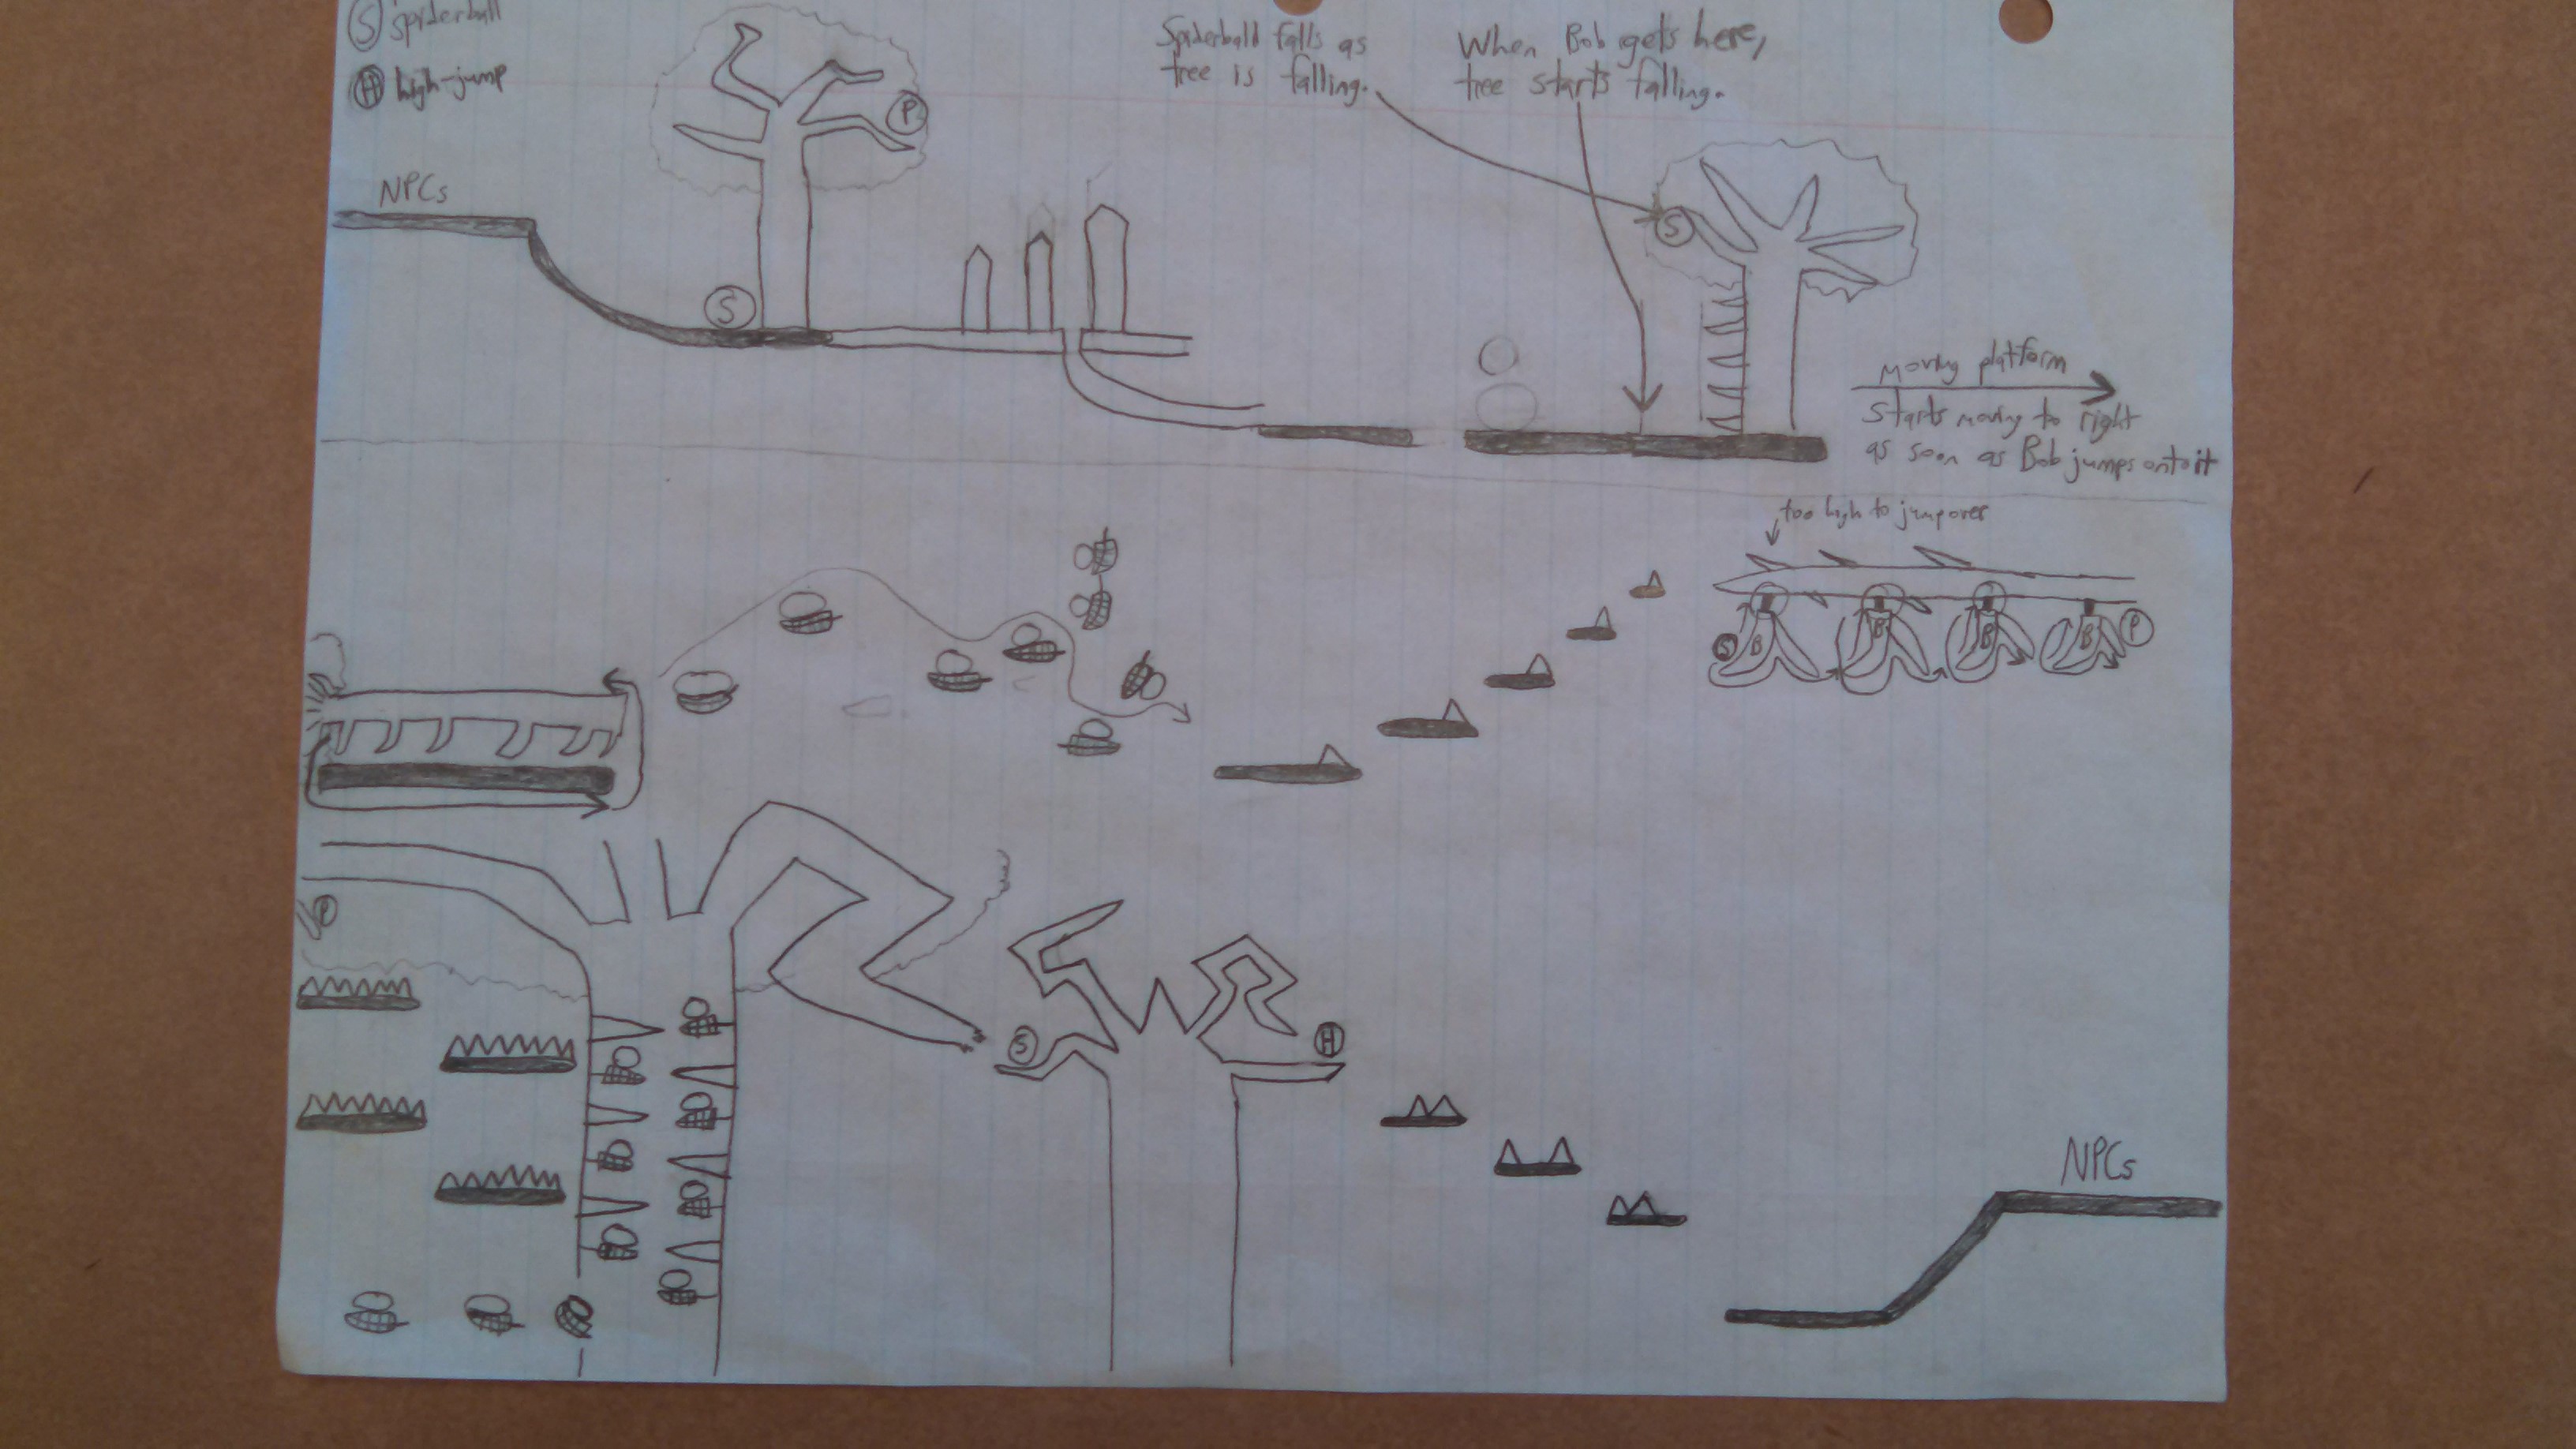 S spiderball
H high-jump
Spiderball falls as
tree is falling.
When Bob gets here,
tree starts falling.
P
NPCs
S
S
moving platform
Starts moving to right
as soon as Bob jumps onto it
too high to jump over
S B B B B P
P
S
H
NPCs